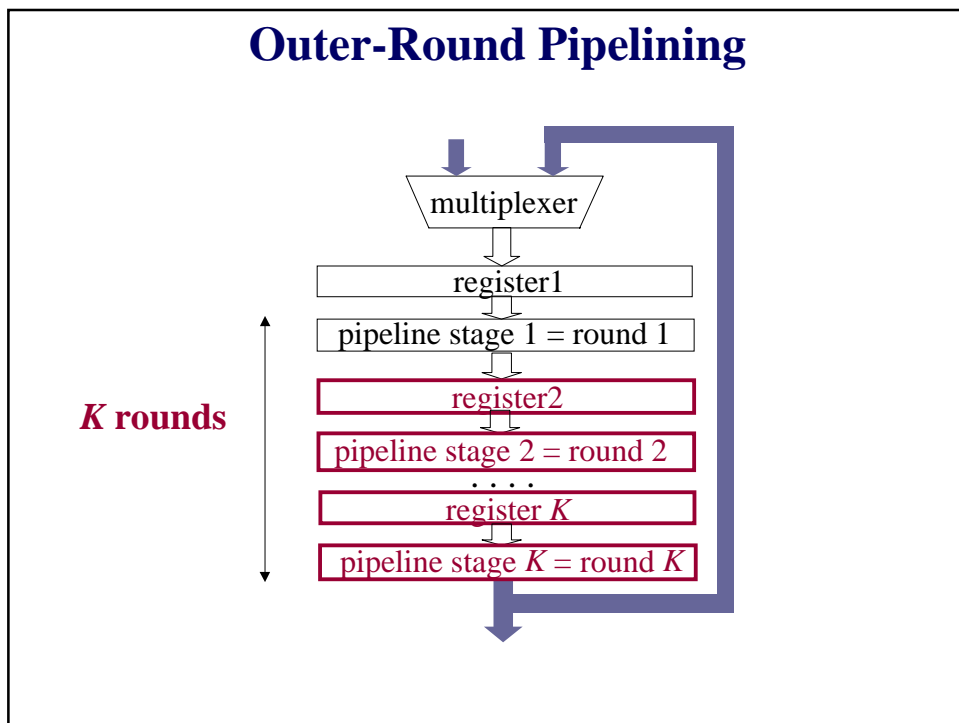 Outer-Round Pipelining
multiplexer
register1
pipeline stage 1 = round 1
register2
K rounds
pipeline stage 2 = round 2
. . . .
register K
pipeline stage K = round K